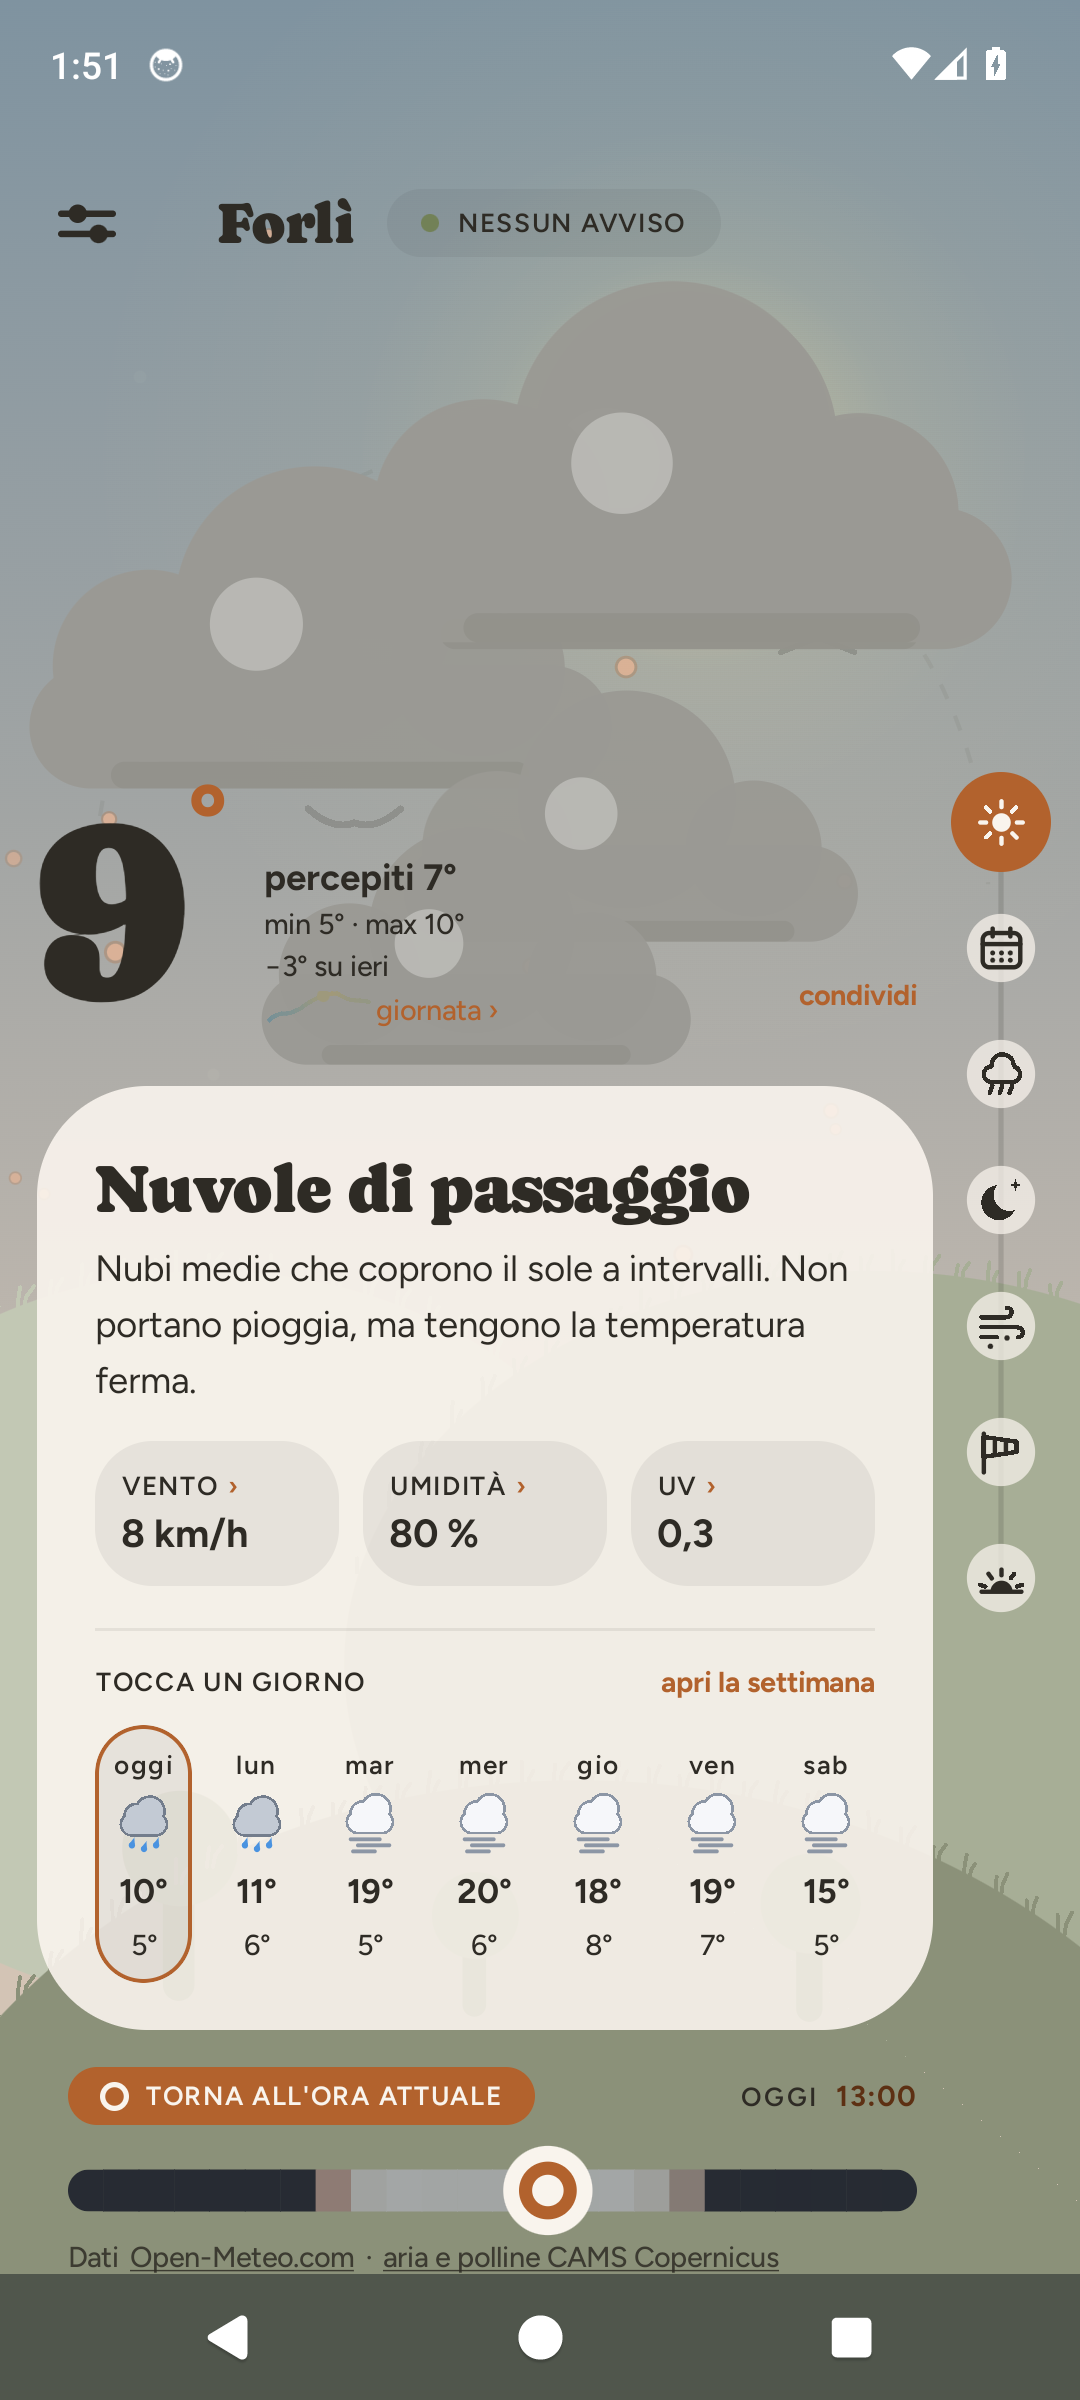 1:51
Forlì
NESSUN AVVISO
9°
percepiti 7°
min 5° · max 10°
−3° su ieri
giornata ›
condividi
Nuvole di passaggio
Nubi medie che coprono il sole a intervalli. Non
portano pioggia, ma tengono la temperatura
ferma.
VENTO › UMIDITÀ › UV ›
8 km/h 80 % 0,3
TOCCA UN GIORNO apri la settimana
oggi lun mar mer gio ven sab
10° 11° 19° 20° 18° 19° 15°
5° 6° 5° 6° 8° 7° 5°
TORNA ALL'ORA ATTUALE OGGI 13:00
Dati Open-Meteo.com · aria e polline CAMS Copernicus